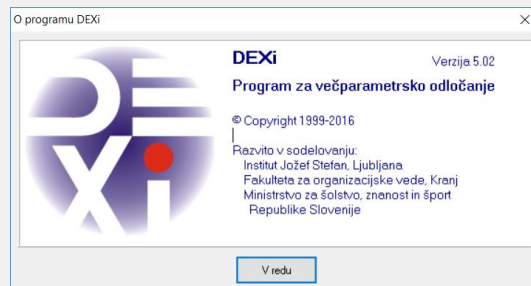 O programu DEXi
DEXi
DEXi
Verzija 5.02
Program za večparametrsko odločanje
© Copyright 1999-2016
Razvito v sodelovanju:
Institut Jožef Stefan, Ljubljana
Fakulteta za organizacijske vede, Kranj
Ministrstvo za šolstvo, znanost in šport
Republike Slovenije
V redu